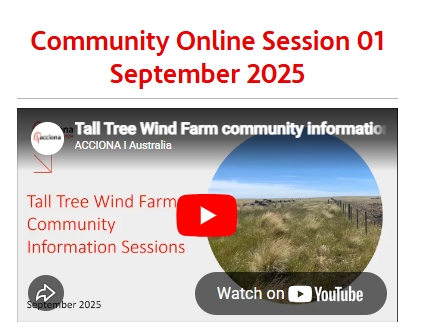 Community Online Session 01
September 2025
Tall Tree Wind Farm community informatio
ACCIONA I Australia
acciona
Tall Tree Wind Farm
Community
Information Sessions
September 2025
Watch on YouTube